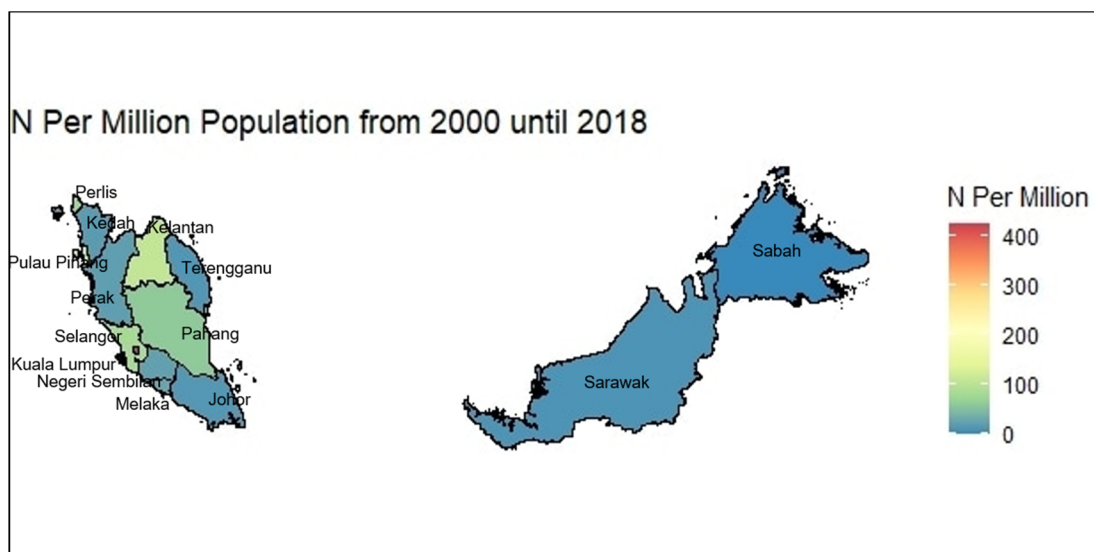 N Per Million Population from 2000 until 2018
Perlis
Kedah
Kelantan
Pulau Pinang
Terengganu
Perak
Pahang
Selangor
Kuala Lumpur
Negeri Sembilan
Melaka
Johor
Sabah
Sarawak
N Per Million
400
300
200
100
0